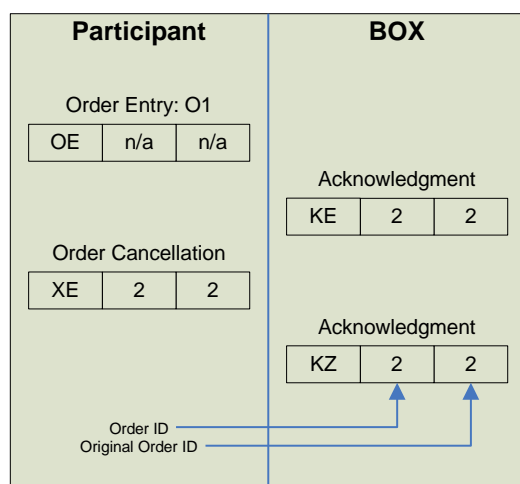 Participant BOX
Order Entry: O1
OE n/a n/a
Acknowledgment
KE 2 2
Order Cancellation
XE 2 2
Acknowledgment
KZ 2 2
Order ID
Original Order ID